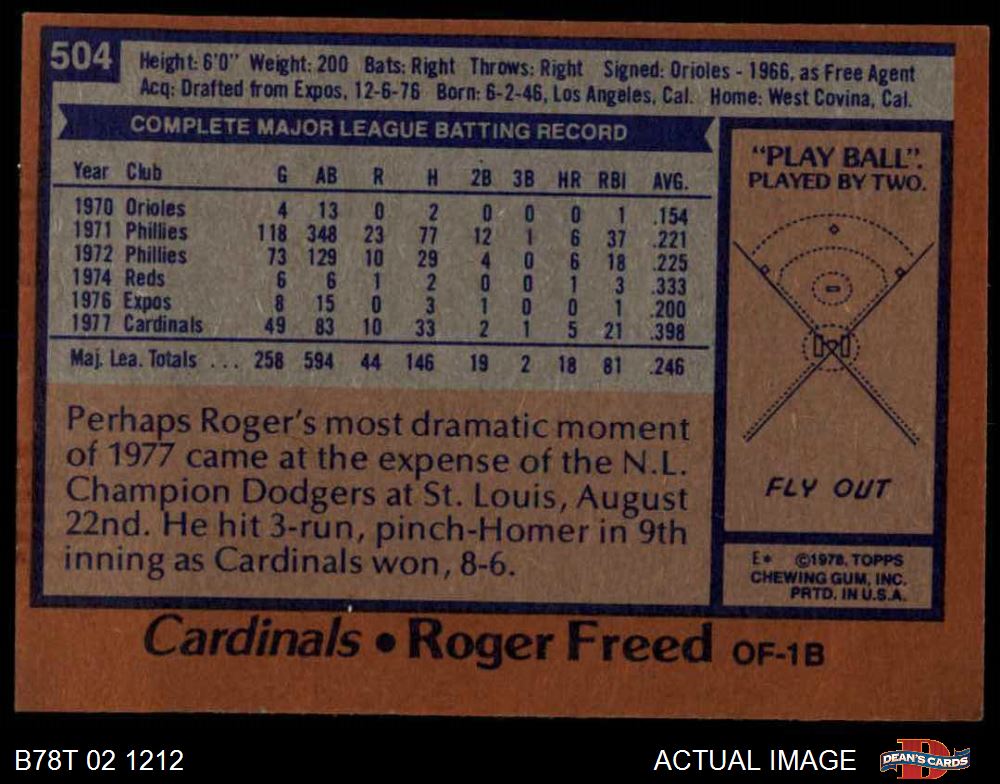 504
Height: 6'0" Weight: 200 Bats: Right Throws: Right Signed: Orioles - 1966, as Free Agent
Acq: Drafted from Expos, 12-6-76 Born: 6-2-46, Los Angeles, Cal. Home: West Covina, Cal.
COMPLETE MAJOR LEAGUE BATTING RECORD
Year Club G AB R H 2B 3B HR RBI AVG.
1970 Orioles 4 13 0 2 0 0 0 1 .154
1971 Phillies 118 348 23 77 12 1 6 37 .221
1972 Phillies 73 129 10 29 4 0 6 18 .225
1974 Reds 6 6 1 2 0 0 1 3 .333
1976 Expos 8 15 0 3 1 0 0 1 .200
1977 Cardinals 49 83 10 33 2 1 5 21 .398
Maj. Lea. Totals ... 258 594 44 146 19 2 18 81 .246
Perhaps Roger's most dramatic moment
of 1977 came at the expense of the N.L.
Champion Dodgers at St. Louis, August
22nd. He hit 3-run, pinch-Homer in 9th
inning as Cardinals won, 8-6.
"PLAY BALL".
PLAYED BY TWO.
FLY OUT
E* ©1978, TOPPS
CHEWING GUM, INC.
PRTD. IN U.S.A.
Cardinals • Roger Freed OF-1B
B78T 02 1212 ACTUAL IMAGE
D
DEAN'S CARDS